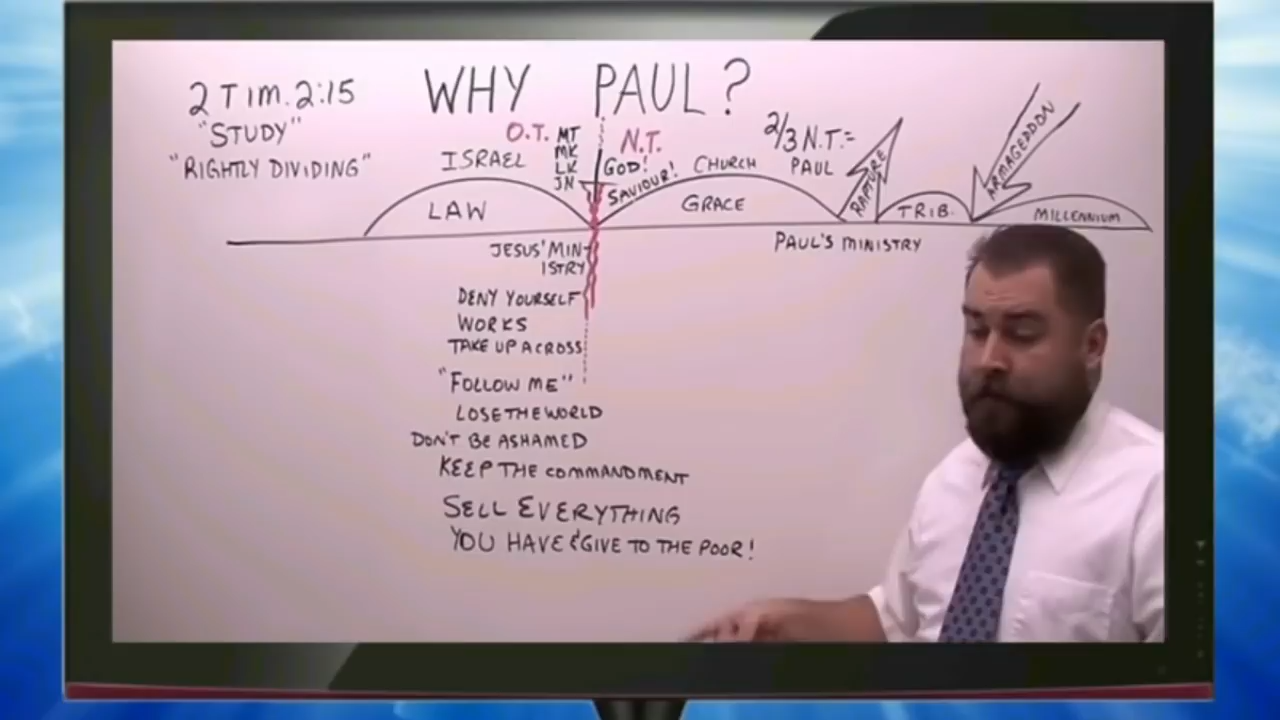 2 TIM. 2:15
"STUDY"
"RIGHTLY DIVIDING"
WHY PAUL?
O.T.
MT
MK
LK
JN
N.T.
GOD!
SAVIOUR!
ISRAEL
LAW
CHURCH
GRACE
2/3 N.T.=
PAUL
RAPTURE
TRIB.
ARMAGEDDON
MILLENNIUM
JESUS' MIN-
ISTRY
PAUL'S MINISTRY
DENY YOURSELF
WORKS
TAKE UP A CROSS
"FOLLOW ME"
LOSE THE WORLD
DON'T BE ASHAMED
KEEP THE COMMANDMENT
SELL EVERYTHING
YOU HAVE & GIVE TO THE POOR!